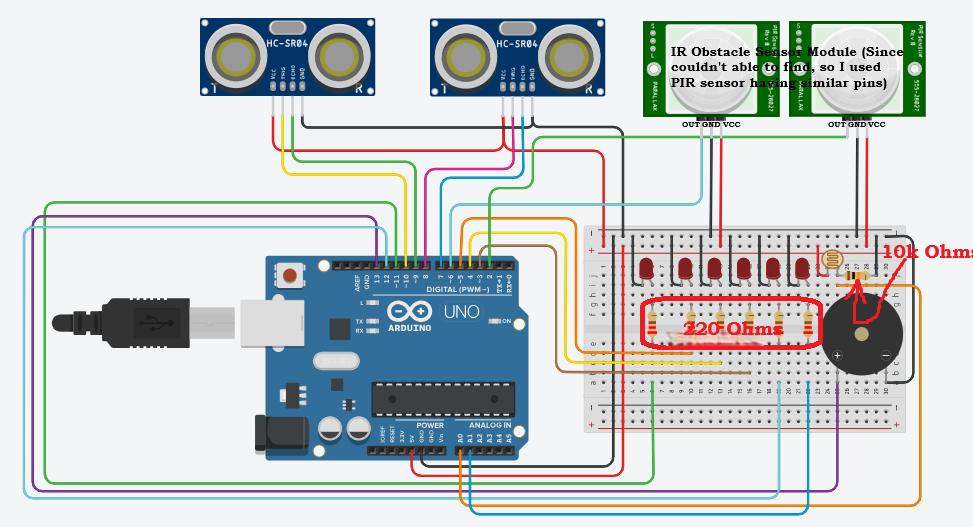 HC-SR04
VCC
TRIG
ECHO
GND
T
R
HC-SR04
VCC
TRIG
ECHO
GND
T
R
PIR Sensor
Rev B
PARALLAX
555-28027
PIR Sensor
Rev B
PARALLAX
555-28027
IR Obstacle Sensor Module (Since
couldn't able to find, so I used
PIR sensor having similar pins)
OUT GND VCC
OUT GND VCC
10k Ohms
220 Ohms
AREF
GND
13
12
~11
~10
~9
8
7
~6
~5
4
~3
2
TX→1
RX←0
DIGITAL (PWM ~)
L
TX
RX
UNO
ARDUINO
ON
POWER
ANALOG IN
IOREF
RESET
3.3V
5V
GND
GND
Vin
A0
A1
A2
A3
A4
A5